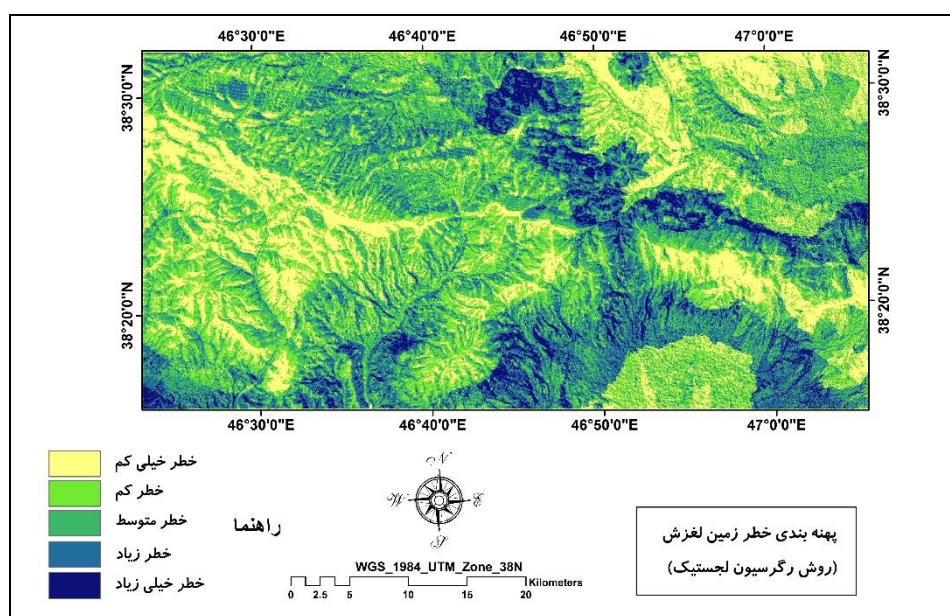 46°30'0"E 46°40'0"E 46°50'0"E 47°0'0"E
38°30'0"N 38°30'0"N
38°20'0"N 38°20'0"N
46°30'0"E 46°40'0"E 46°50'0"E 47°0'0"E
خطر خیلی کم
خطر کم
خطر متوسط
خطر زیاد
خطر خیلی زیاد
راهنما
N
W E
S
WGS_1984_UTM_Zone_38N
Kilometers
0 2.5 5 10 15 20
پهنه بندی خطر زمین لغزش
(روش رگرسیون لجستیک)